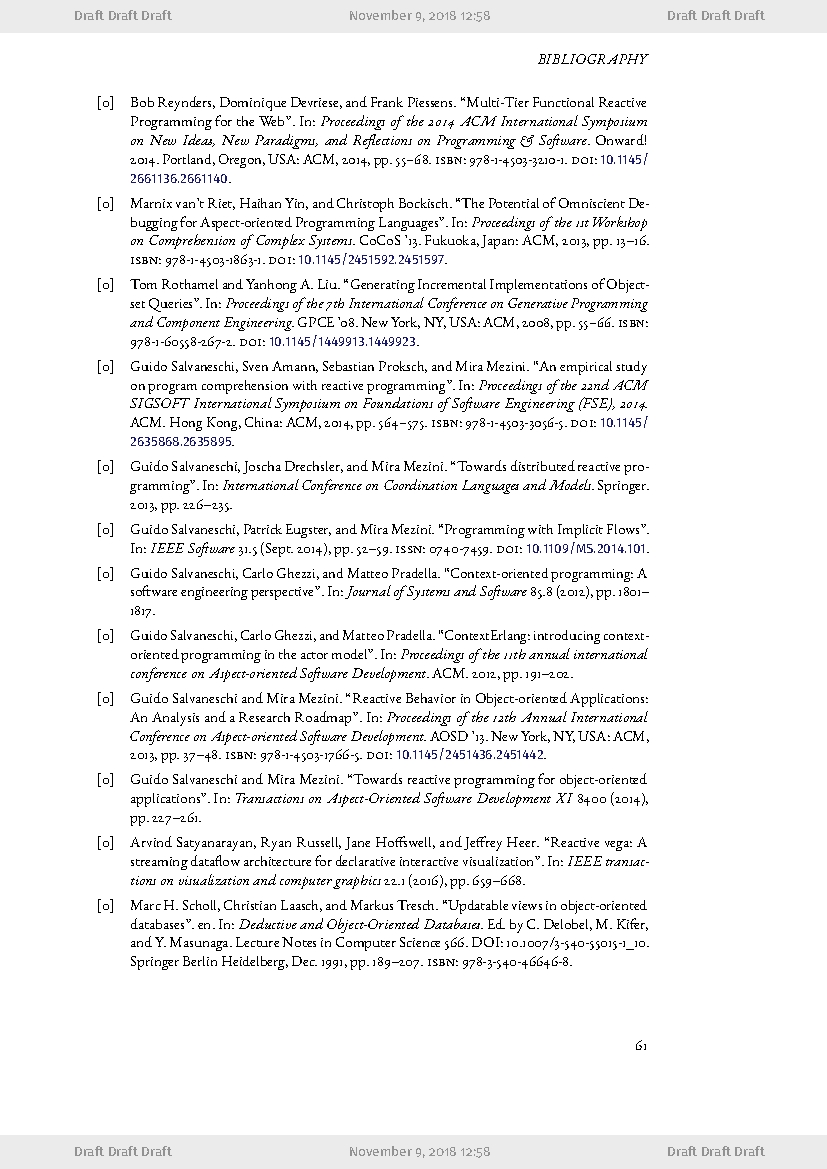 Draft Draft Draft November 9, 2018 12:58 Draft Draft Draft
BIBLIOGRAPHY
[0] Bob Reynders, Dominique Devriese, and Frank Piessens. “Multi-Tier Functional Reactive
Programming for the Web”. In: Proceedings of the 2014 ACM International Symposium
on New Ideas, New Paradigms, and Reflections on Programming & Software. Onward!
2014. Portland, Oregon, USA: ACM, 2014, pp. 55–68. ISBN: 978-1-4503-3210-1. DOI: 10.1145/
2661136.2661140.
[0] Marnix van’t Riet, Haihan Yin, and Christoph Bockisch. “The Potential of Omniscient De-
bugging for Aspect-oriented Programming Languages”. In: Proceedings of the 1st Workshop
on Comprehension of Complex Systems. CoCoS ’13. Fukuoka, Japan: ACM, 2013, pp. 13–16.
ISBN: 978-1-4503-1863-1. DOI: 10.1145/2451592.2451597.
[0] Tom Rothamel and Yanhong A. Liu. “Generating Incremental Implementations of Object-
set Queries”. In: Proceedings of the 7th International Conference on Generative Programming
and Component Engineering. GPCE ’08. New York, NY, USA: ACM, 2008, pp. 55–66. ISBN:
978-1-60558-267-2. DOI: 10.1145/1449913.1449923.
[0] Guido Salvaneschi, Sven Amann, Sebastian Proksch, and Mira Mezini. “An empirical study
on program comprehension with reactive programming”. In: Proceedings of the 22nd ACM
SIGSOFT International Symposium on Foundations of Software Engineering (FSE), 2014.
ACM. Hong Kong, China: ACM, 2014, pp. 564–575. ISBN: 978-1-4503-3056-5. DOI: 10.1145/
2635868.2635895.
[0] Guido Salvaneschi, Joscha Drechsler, and Mira Mezini. “Towards distributed reactive pro-
gramming”. In: International Conference on Coordination Languages and Models. Springer.
2013, pp. 226–235.
[0] Guido Salvaneschi, Patrick Eugster, and Mira Mezini. “Programming with Implicit Flows”.
In: IEEE Software 31.5 (Sept. 2014), pp. 52–59. ISSN: 0740-7459. DOI: 10.1109/MS.2014.101.
[0] Guido Salvaneschi, Carlo Ghezzi, and Matteo Pradella. “Context-oriented programming: A
software engineering perspective”. In: Journal of Systems and Software 85.8 (2012), pp. 1801–
1817.
[0] Guido Salvaneschi, Carlo Ghezzi, and Matteo Pradella. “ContextErlang: introducing context-
oriented programming in the actor model”. In: Proceedings of the 11th annual international
conference on Aspect-oriented Software Development. ACM. 2012, pp. 191–202.
[0] Guido Salvaneschi and Mira Mezini. “Reactive Behavior in Object-oriented Applications:
An Analysis and a Research Roadmap”. In: Proceedings of the 12th Annual International
Conference on Aspect-oriented Software Development. AOSD ’13. New York, NY, USA: ACM,
2013, pp. 37–48. ISBN: 978-1-4503-1766-5. DOI: 10.1145/2451436.2451442.
[0] Guido Salvaneschi and Mira Mezini. “Towards reactive programming for object-oriented
applications”. In: Transactions on Aspect-Oriented Software Development XI 8400 (2014),
pp. 227–261.
[0] Arvind Satyanarayan, Ryan Russell, Jane Hoffswell, and Jeffrey Heer. “Reactive vega: A
streaming dataflow architecture for declarative interactive visualization”. In: IEEE transac-
tions on visualization and computer graphics 22.1 (2016), pp. 659–668.
[0] Marc H. Scholl, Christian Laasch, and Markus Tresch. “Updatable views in object-oriented
databases”. en. In: Deductive and Object-Oriented Databases. Ed. by C. Delobel, M. Kifer,
and Y. Masunaga. Lecture Notes in Computer Science 566. DOI: 10.1007/3-540-55015-1_10.
Springer Berlin Heidelberg, Dec. 1991, pp. 189–207. ISBN: 978-3-540-46646-8.
61
Draft Draft Draft November 9, 2018 12:58 Draft Draft Draft